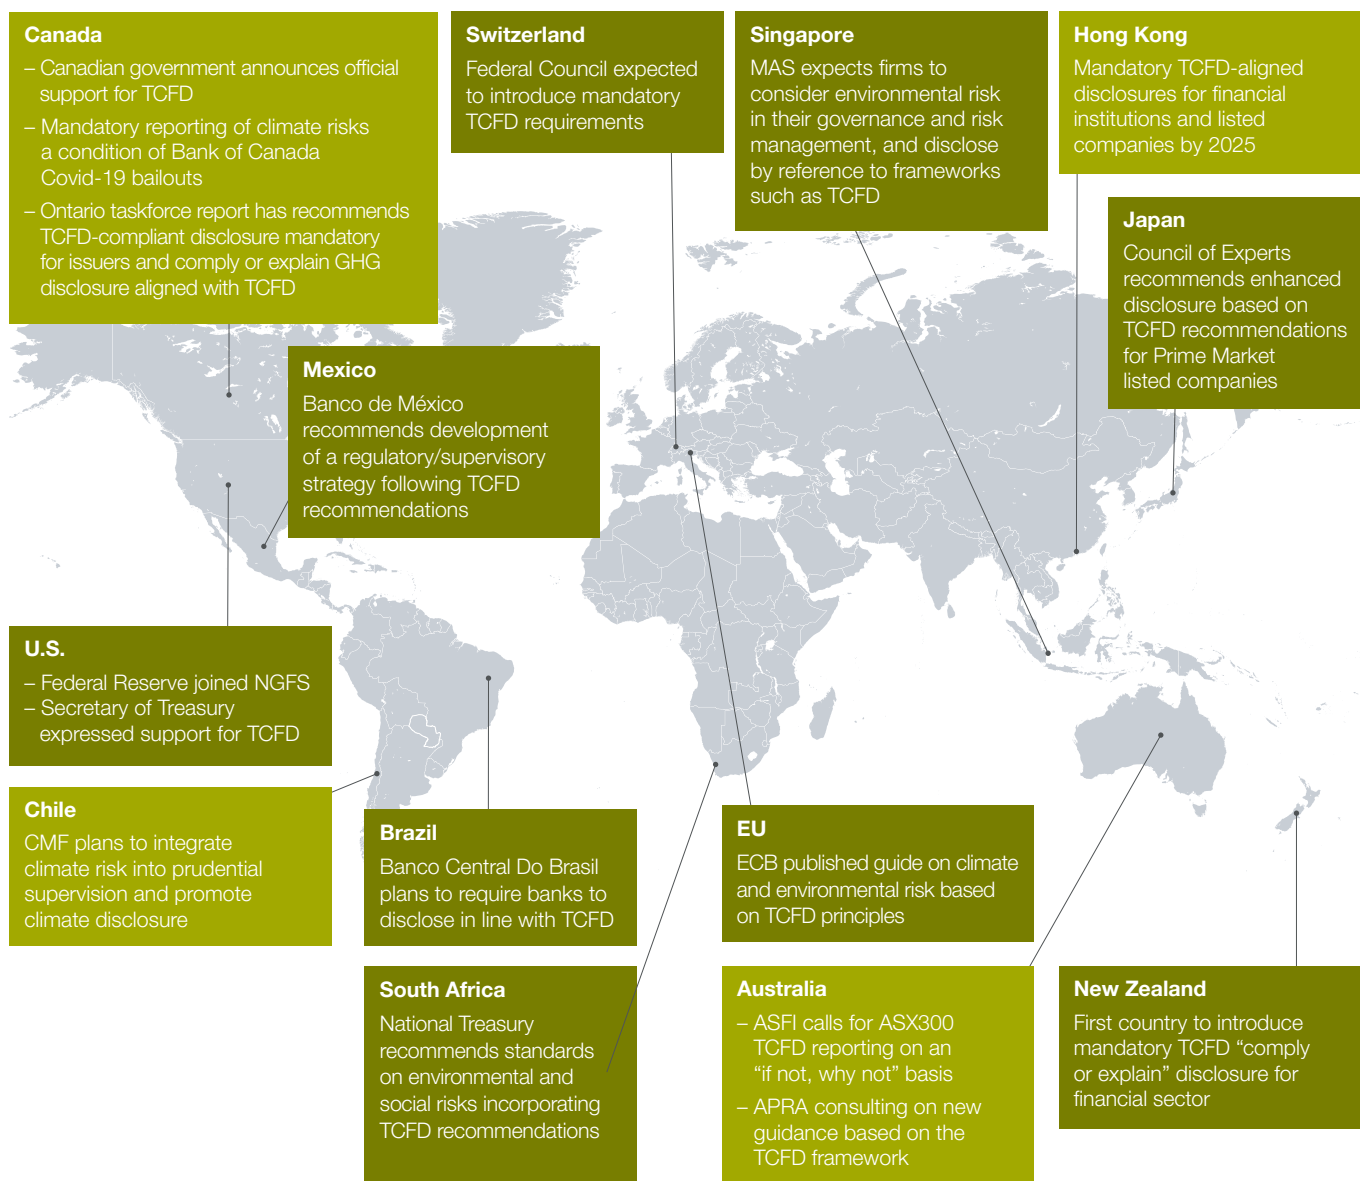 Canada
– Canadian government announces official
support for TCFD
– Mandatory reporting of climate risks
a condition of Bank of Canada
Covid-19 bailouts
– Ontario taskforce report has recommends
TCFD-compliant disclosure mandatory
for issuers and comply or explain GHG
disclosure aligned with TCFD
Switzerland
Federal Council expected
to introduce mandatory
TCFD requirements
Singapore
MAS expects firms to
consider environmental risk
in their governance and risk
management, and disclose
by reference to frameworks
such as TCFD
Hong Kong
Mandatory TCFD-aligned
disclosures for financial
institutions and listed
companies by 2025
Japan
Council of Experts
recommends enhanced
disclosure based on
TCFD recommendations
for Prime Market
listed companies
Mexico
Banco de México
recommends development
of a regulatory/supervisory
strategy following TCFD
recommendations
U.S.
– Federal Reserve joined NGFS
– Secretary of Treasury
expressed support for TCFD
Chile
CMF plans to integrate
climate risk into prudential
supervision and promote
climate disclosure
Brazil
Banco Central Do Brasil
plans to require banks to
disclose in line with TCFD
EU
ECB published guide on climate
and environmental risk based
on TCFD principles
South Africa
National Treasury
recommends standards
on environmental and
social risks incorporating
TCFD recommendations
Australia
– ASFI calls for ASX300
TCFD reporting on an
“if not, why not” basis
– APRA consulting on new
guidance based on the
TCFD framework
New Zealand
First country to introduce
mandatory TCFD “comply
or explain” disclosure for
financial sector